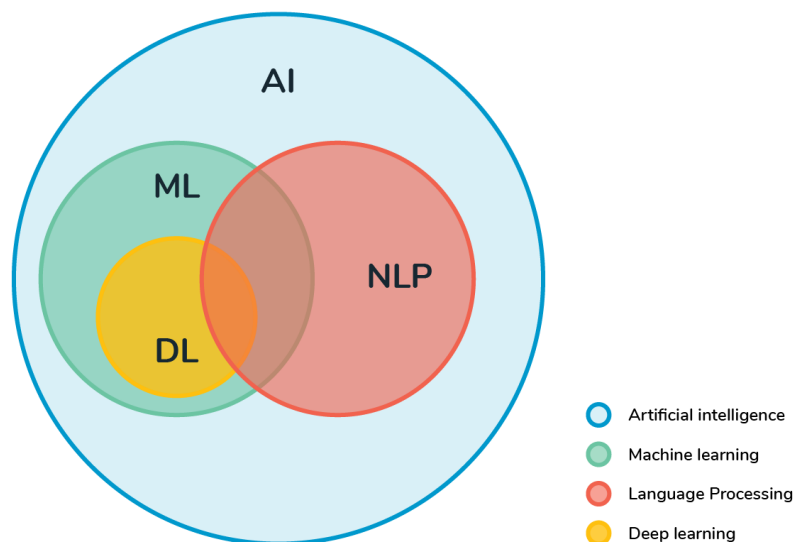 AI
ML
NLP
DL
Artificial intelligence
Machine learning
Language Processing
Deep learning